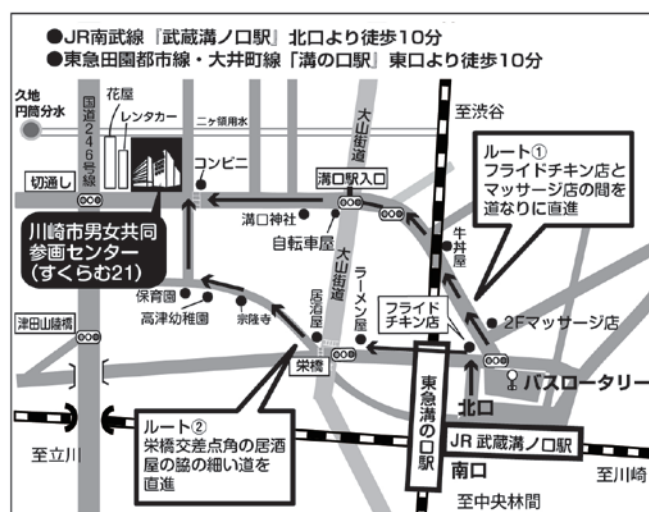 ●JR南武線『武蔵溝ノ口駅』北口より徒歩10分
●東急田園都市線・大井町線「溝の口駅」東口より徒歩10分
久地
円筒分水
国道246号線
花屋
レンタカー
二ヶ領用水
コンビニ
大山街道
至渋谷
ルート①
フライドチキン店と
マッサージ店の間を
道なりに直進
切通し
溝口駅入口
溝口神社
自転車屋
牛丼屋
川崎市男女共同
参画センター
(すくらむ21)
大山街道
保育園
高津幼稚園
宗隆寺
居酒屋
ラーメン屋
フライド
チキン店
2Fマッサージ店
津田山陸橋
栄橋
バスロータリー
北口
東急溝の口駅
ルート②
栄橋交差点角の居酒
屋の脇の細い道を
直進
JR 武蔵溝ノ口駅
南口
至立川
至川崎
至中央林間